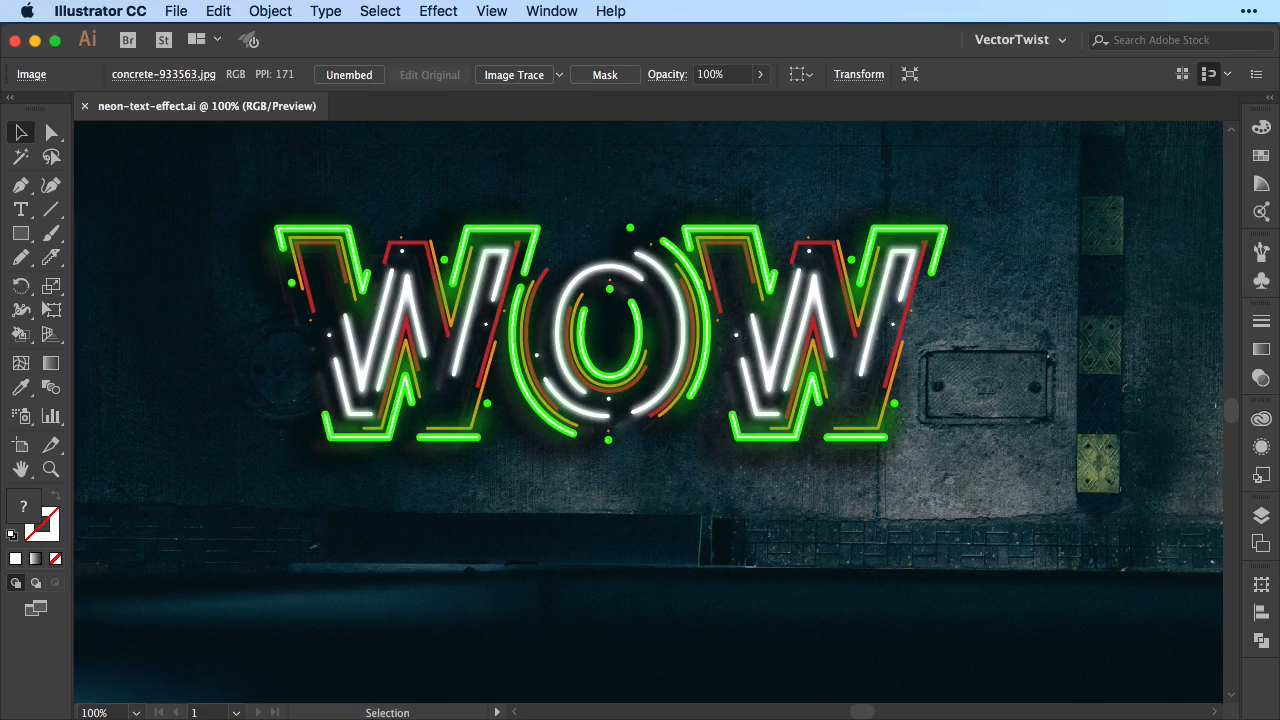 Illustrator CC File Edit Object Type Select Effect View Window Help
Ai Br St VectorTwist Search Adobe Stock
Image concrete-933563.jpg RGB PPI: 171 Unembed Edit Original Image Trace Mask Opacity: 100% Transform
× neon-text-effect.ai @ 100% (RGB/Preview)
WOW
?
100% 1 Selection